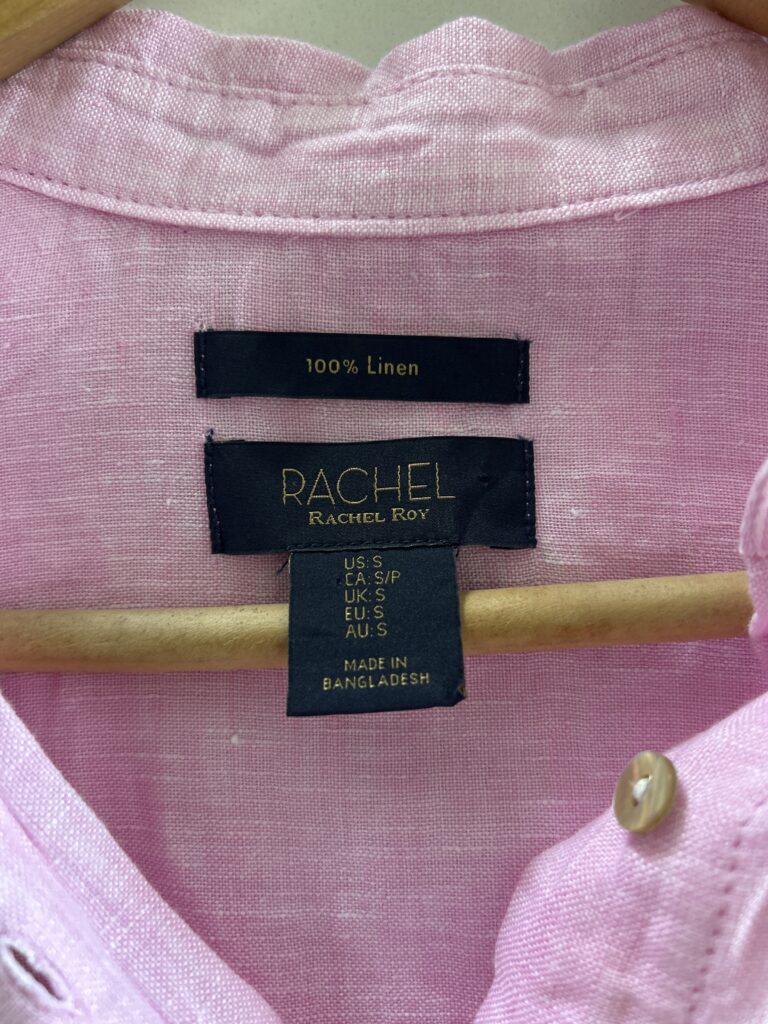 100% Linen
RACHEL
RACHEL ROY
US: S
CA: S/P
UK: S
EU: S
AU: S
MADE IN
BANGLADESH